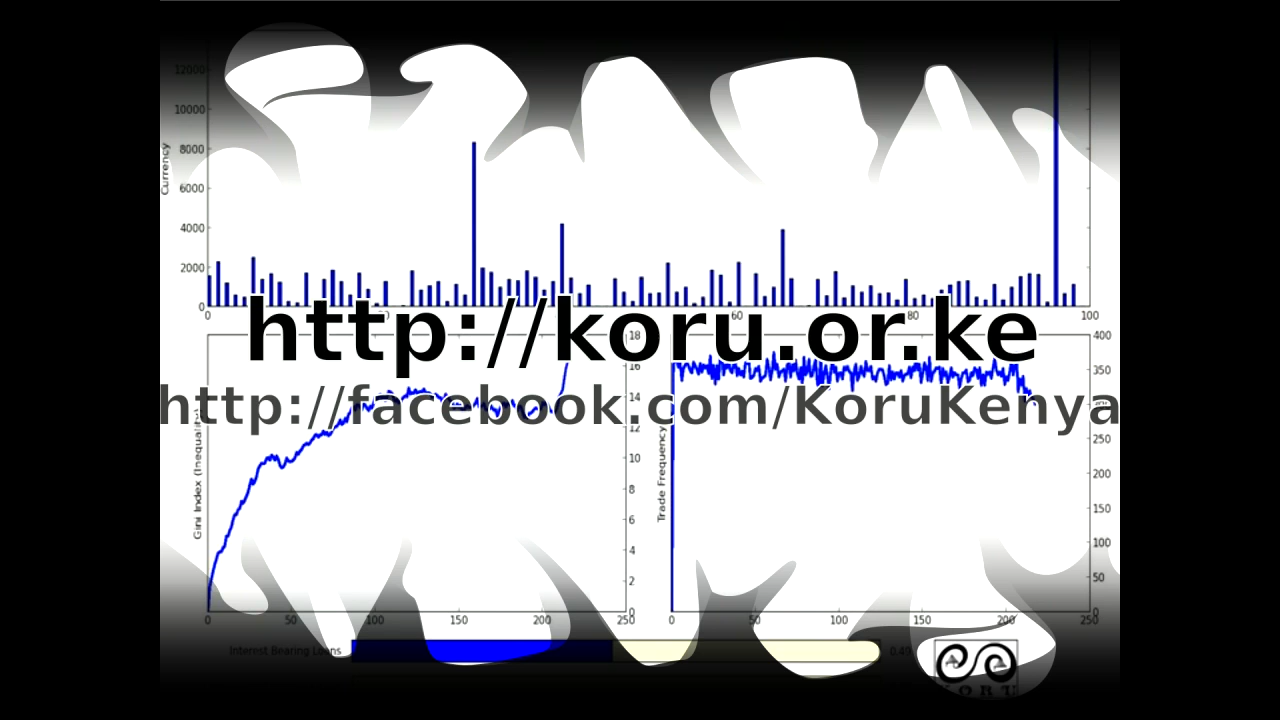 12000
10000
8000
6000
4000
2000
0
Currency
0 60 80 100
http://koru.or.ke
18 400
16 350
http://facebook.com/KoruKenya
14
12
10
8
6
4
2
0
250
200
150
100
50
0
Gini Index (Inequality)
Trade Frequency
0 50 100 150 200 250
0 50 100 150 200 250
Interest Bearing Loans 0.49
KORU